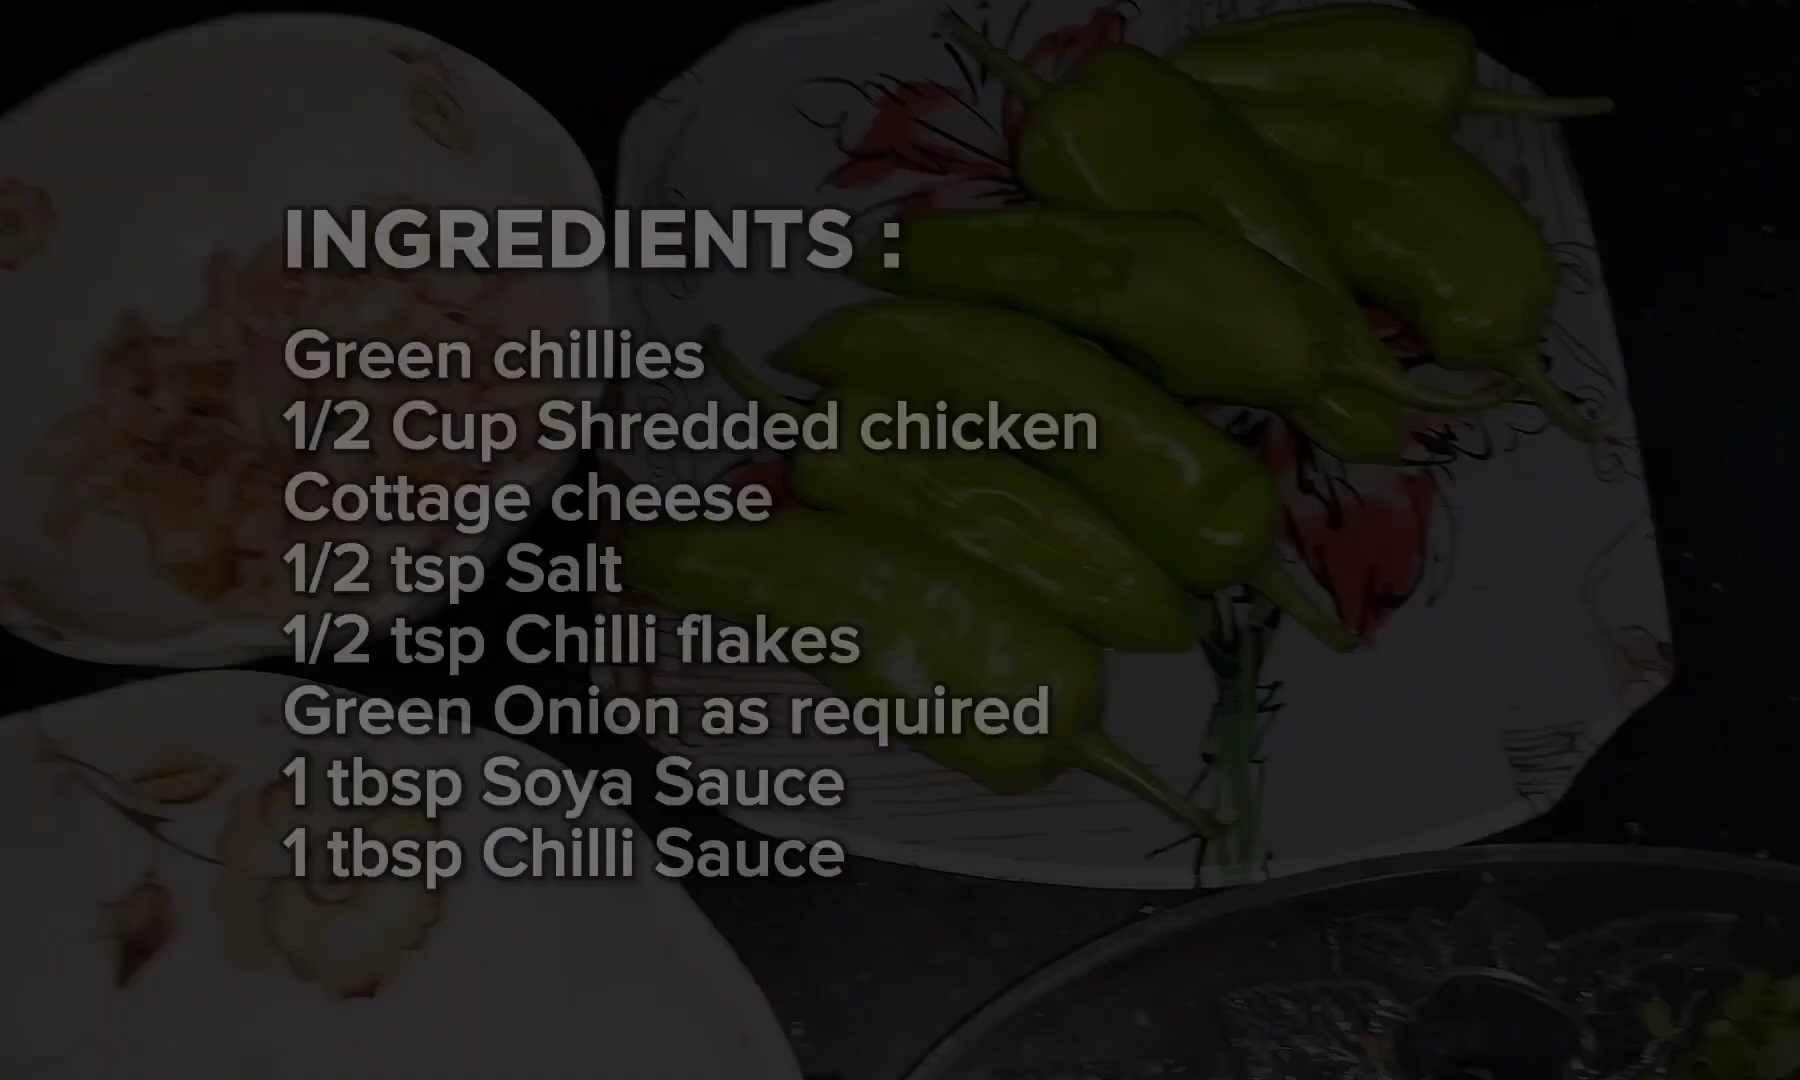 INGREDIENTS :
Green chillies
1/2 Cup Shredded chicken
Cottage cheese
1/2 tsp Salt
1/2 tsp Chilli flakes
Green Onion as required
1 tbsp Soya Sauce
1 tbsp Chilli Sauce